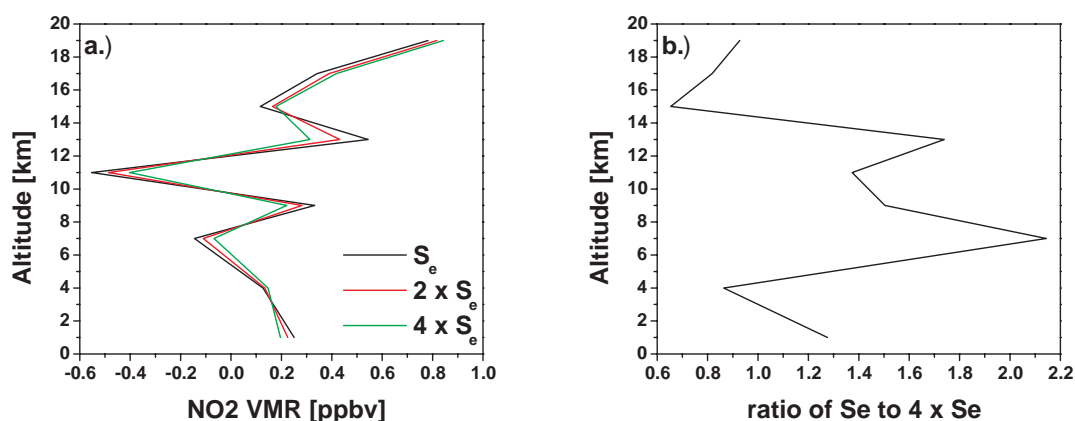 a.)
20
18
16
14
12
10
8
6
4
2
0
Altitude [km]
-0.6 -0.4 -0.2 0.0 0.2 0.4 0.6 0.8 1.0
NO2 VMR [ppbv]
Se
2 x Se
4 x Se
b.)
20
18
16
14
12
10
8
6
4
2
0
Altitude [km]
0.6 0.8 1.0 1.2 1.4 1.6 1.8 2.0 2.2
ratio of Se to 4 x Se